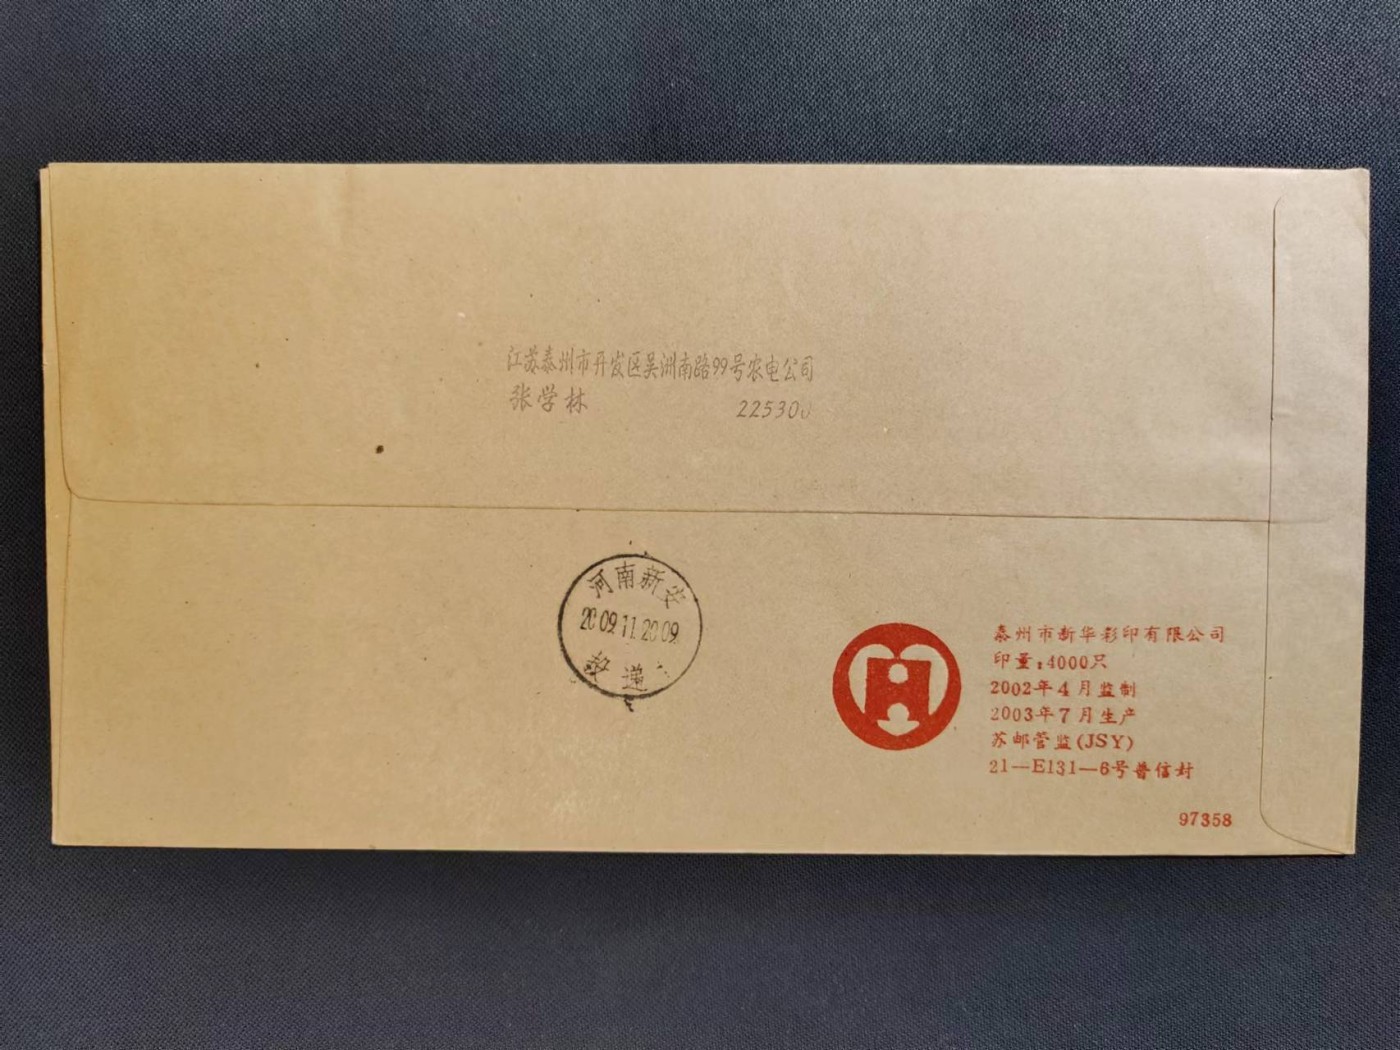 江苏泰州市开发区吴洲南路99号农电公司
张学林 22530
河南新安
2009.11.20.09
投递
泰州市新华彩印有限公司
印量:4000只
2002年4月监制
2003年7月生产
苏邮管监(JSY)
21—E131—6号普信封
97358